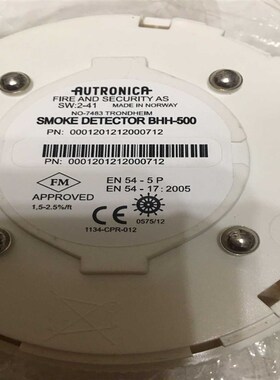 AUTRONICA
FIRE AND SECURITY AS
SW:2-41 MADE IN NORWAY
NO-7483 TRONDHEIM
SMOKE DETECTOR BHH-500
PN: 0001201212000712
PN: 0001201212000712
FM
APPROVED
1,5-2.5%/ft
EN 54 - 5 P
EN 54 - 17: 2005
CE
0575/12
1134-CPR-012